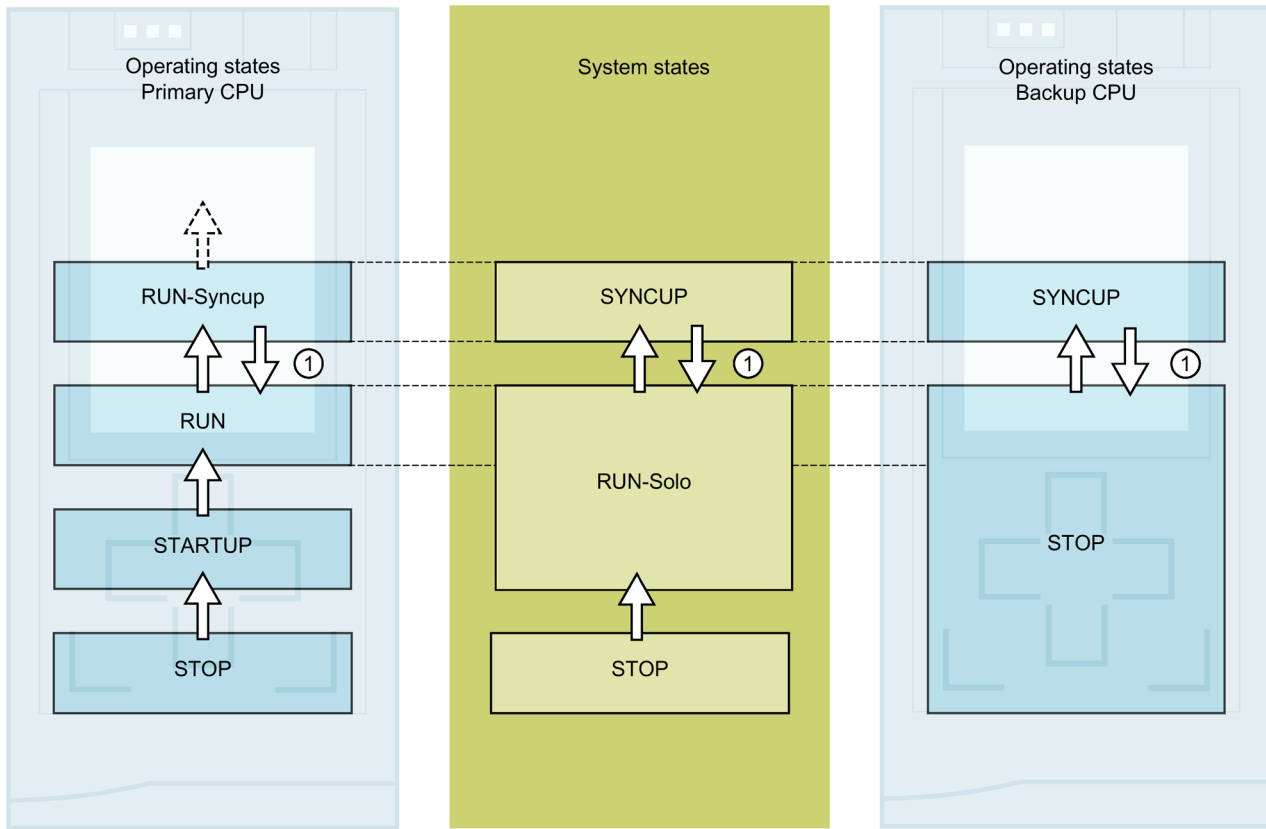 Operating states
Primary CPU
System states
Operating states
Backup CPU
RUN-Syncup
SYNCUP
SYNCUP
1
1
1
RUN
RUN-Solo
STARTUP
STOP
STOP
STOP